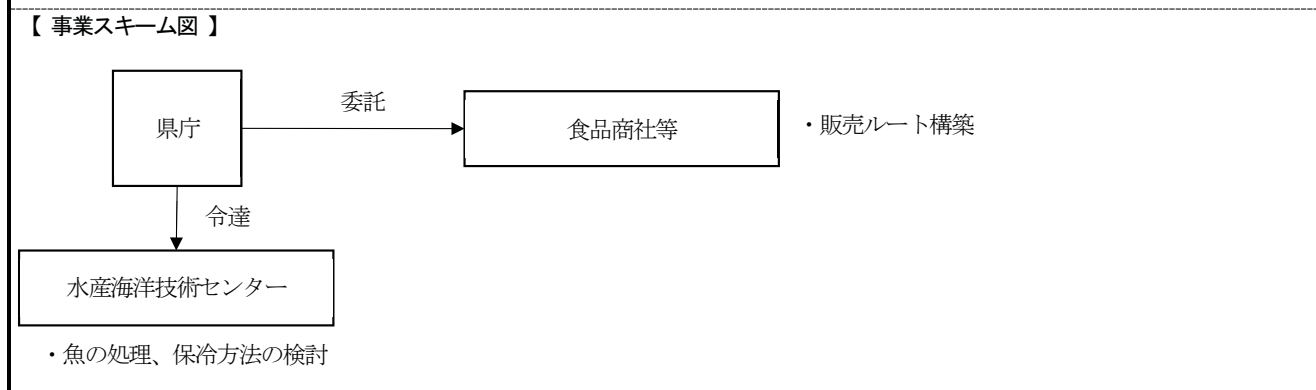 【 事業スキーム図 】
委託
県庁
食品商社等
・販売ルート構築
令達
水産海洋技術センター
・魚の処理、保冷方法の検討